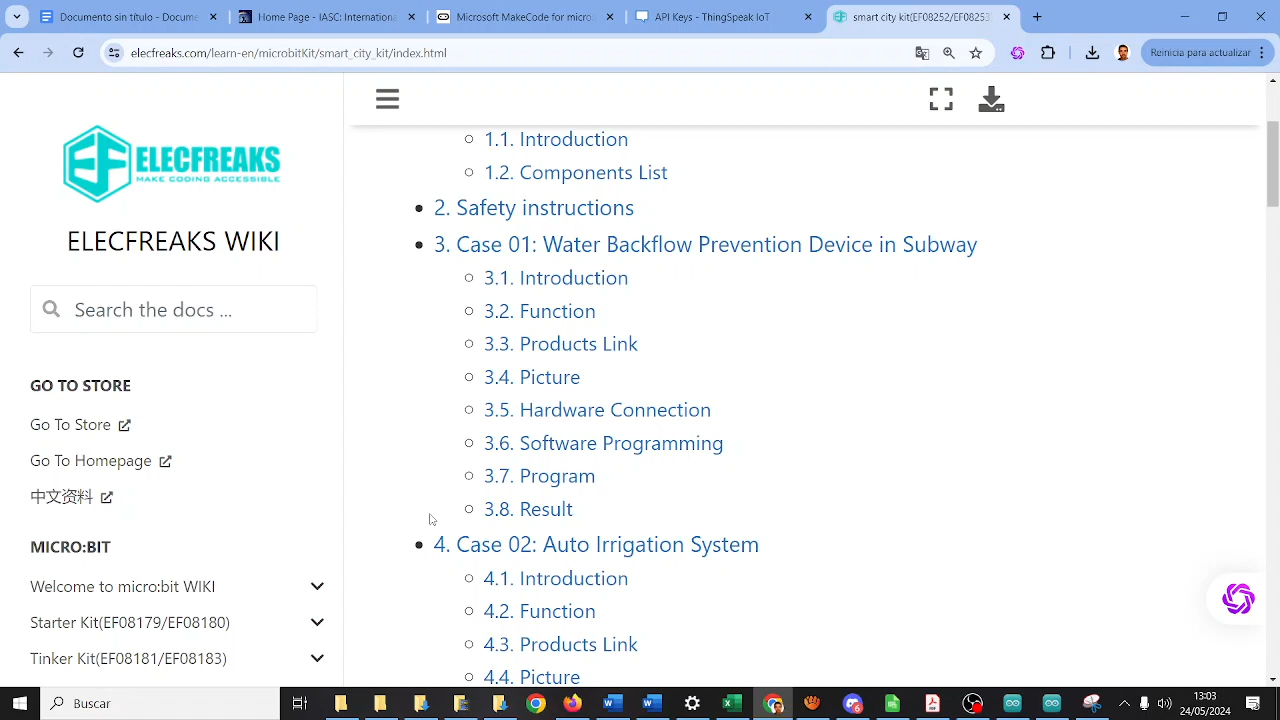 010 - Documentos de tu
Home Page - IASC: Internationa
Microsoft MakeCode for micro:
API Keys - ThingSpeak IoT
smart city kit(EF08252/EF08253
elecfreaks.com/learn-en/microbitKit/smart_city_kit/index.html
Reinicia para actualizar
EF ELECFREAKS
MAKE CODING ACCESSIBLE
ELECFREAKS WIKI
Search the docs ...
GO TO STORE
Go To Store
Go To Homepage
中文资料
MICRO:BIT
Welcome to micro:bit WIKI
Starter Kit(EF08179/EF08180)
Tinker Kit(EF08181/EF08183)
1.1. Introduction
1.2. Components List
2. Safety instructions
3. Case 01: Water Backflow Prevention Device in Subway
3.1. Introduction
3.2. Function
3.3. Products Link
3.4. Picture
3.5. Hardware Connection
3.6. Software Programming
3.7. Program
3.8. Result
4. Case 02: Auto Irrigation System
4.1. Introduction
4.2. Function
4.3. Products Link
4.4. Picture
Buscar
13:03
24/05/2024